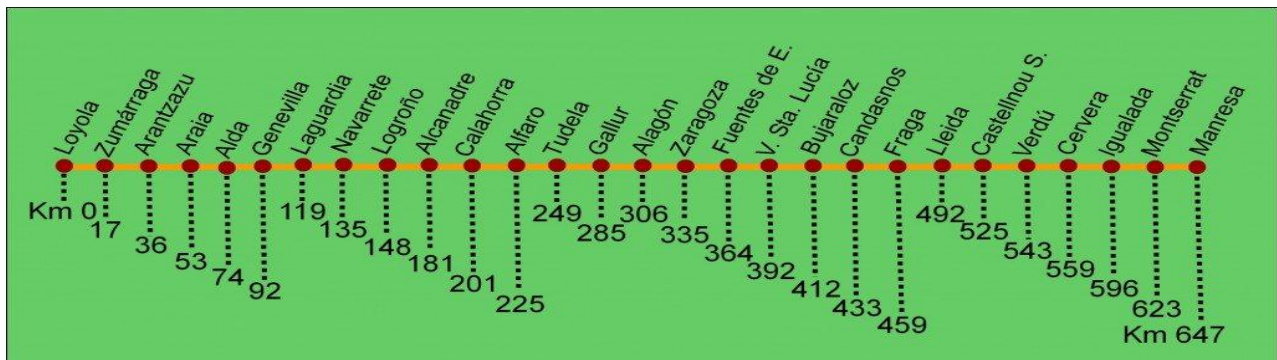 Loyola
Zumárraga
Arantzazu
Araia
Alda
Genevilla
Laguardia
Navarrete
Logroño
Alcanadre
Calahorra
Alfaro
Tudela
Gallur
Alagón
Zaragoza
Fuentes de E.
V. Sta. Lucía
Bujaraloz
Candasnos
Fraga
Lleida
Castellnou S.
Verdú
Cervera
Igualada
Montserrat
Manresa
Km 0
17
36
53
74
92
119
135
148
181
201
225
249
285
306
335
364
392
412
433
459
492
525
543
559
596
623
Km 647